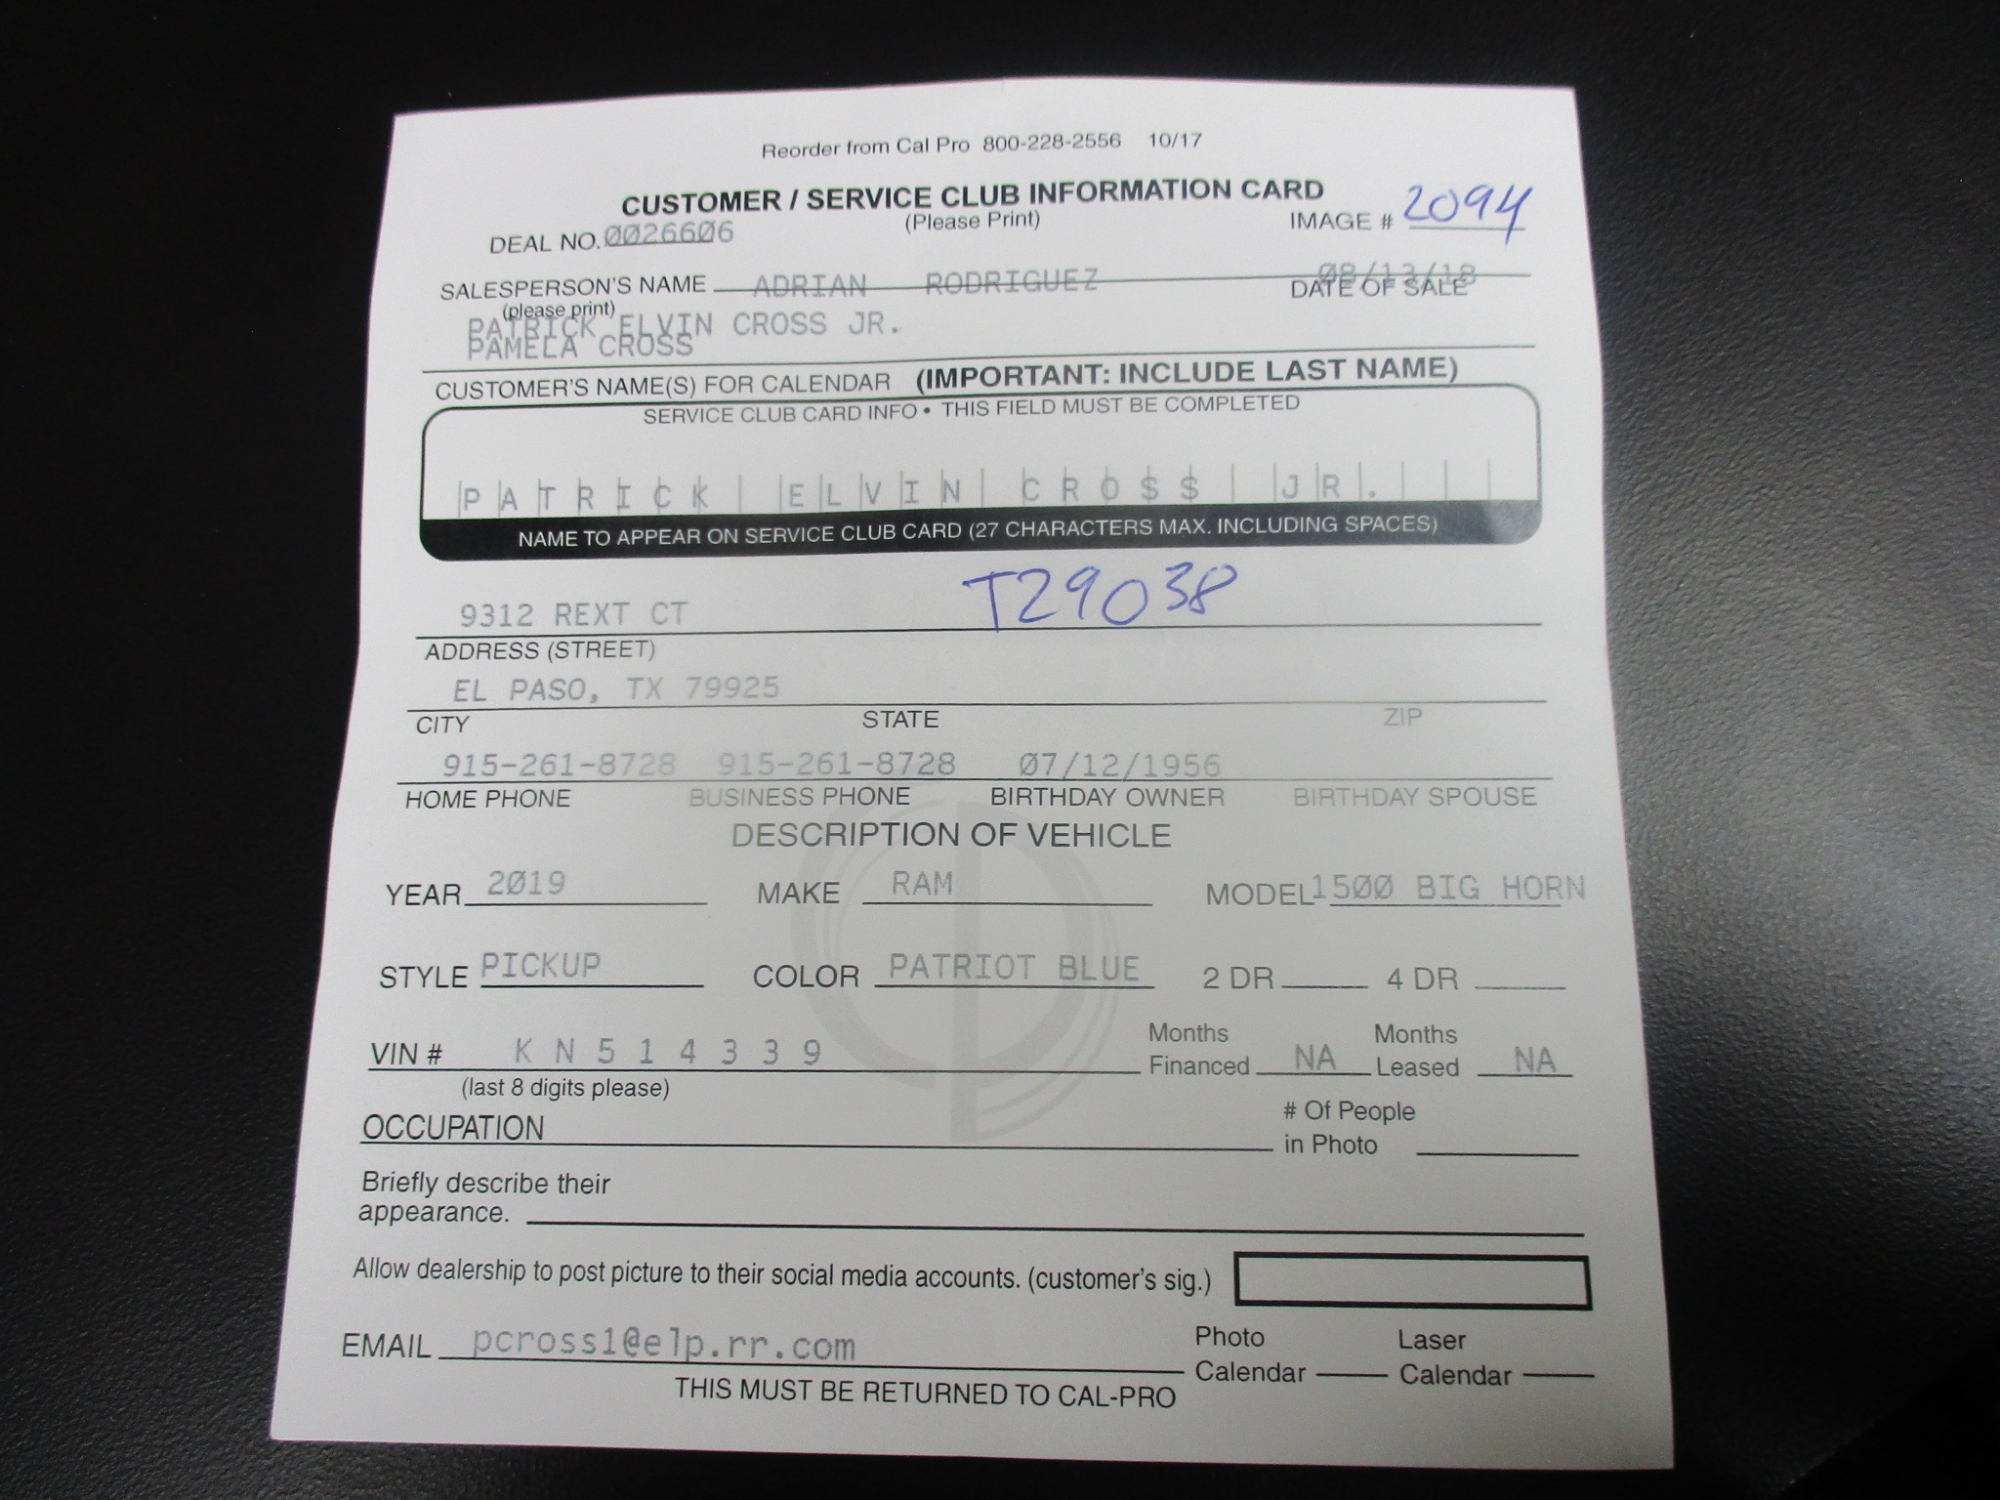 Reorder from Cal Pro 800-228-2556 10/17
CUSTOMER / SERVICE CLUB INFORMATION CARD
(Please Print)
IMAGE # 2094
DEAL NO. 0026606
SALESPERSON'S NAME ADRIAN RODRIGUEZ
(please print)
08/13/18
DATE OF SALE
PATRICK ELVIN CROSS JR.
PAMELA CROSS
CUSTOMER'S NAME(S) FOR CALENDAR (IMPORTANT: INCLUDE LAST NAME)
SERVICE CLUB CARD INFO • THIS FIELD MUST BE COMPLETED
PATRICK ELVIN CROSS JR.
NAME TO APPEAR ON SERVICE CLUB CARD (27 CHARACTERS MAX. INCLUDING SPACES)
T29038
9312 REXT CT
ADDRESS (STREET)
EL PASO, TX 79925
CITY STATE ZIP
915-261-8728 915-261-8728 07/12/1956
HOME PHONE BUSINESS PHONE BIRTHDAY OWNER BIRTHDAY SPOUSE
DESCRIPTION OF VEHICLE
YEAR 2019 MAKE RAM MODEL 1500 BIG HORN
STYLE PICKUP COLOR PATRIOT BLUE 2 DR 4 DR
VIN # K N 5 1 4 3 3 9 Months Financed NA Months Leased NA
(last 8 digits please)
OCCUPATION # Of People in Photo
Briefly describe their
appearance.
Allow dealership to post picture to their social media accounts. (customer's sig.)
EMAIL pcross1@elp.rr.com Photo Calendar Laser Calendar
THIS MUST BE RETURNED TO CAL-PRO